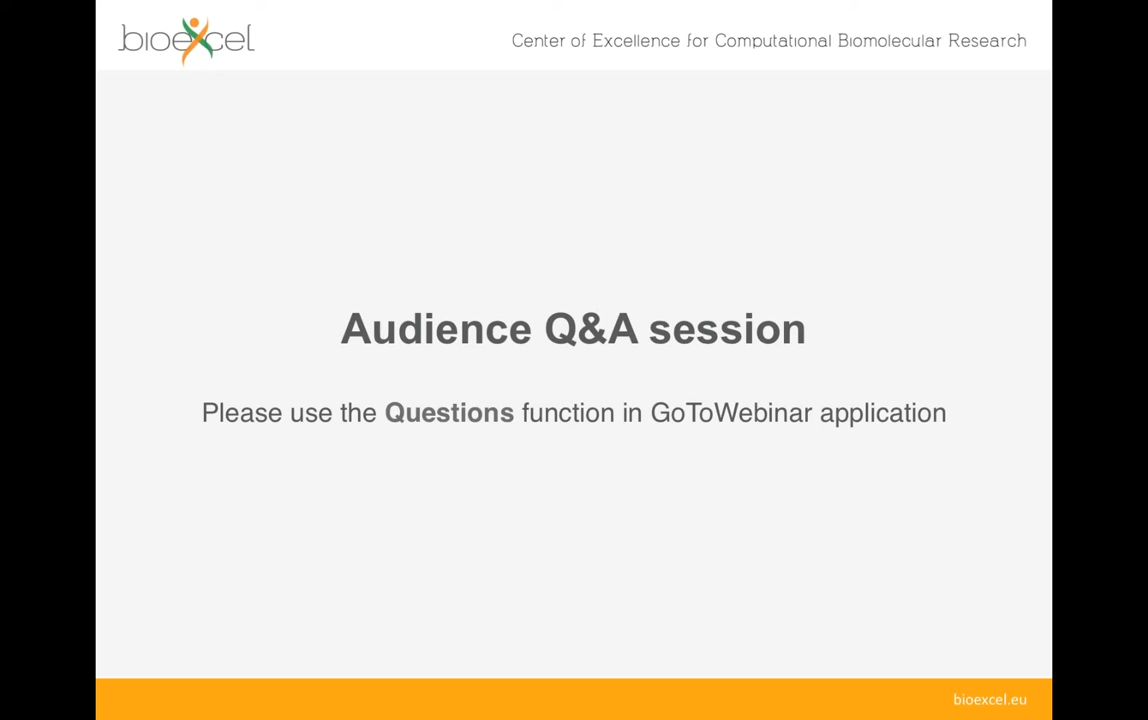 bioexcel
Center of Excellence for Computational Biomolecular Research
Audience Q&A session
Please use the Questions function in GoToWebinar application
bioexcel.eu